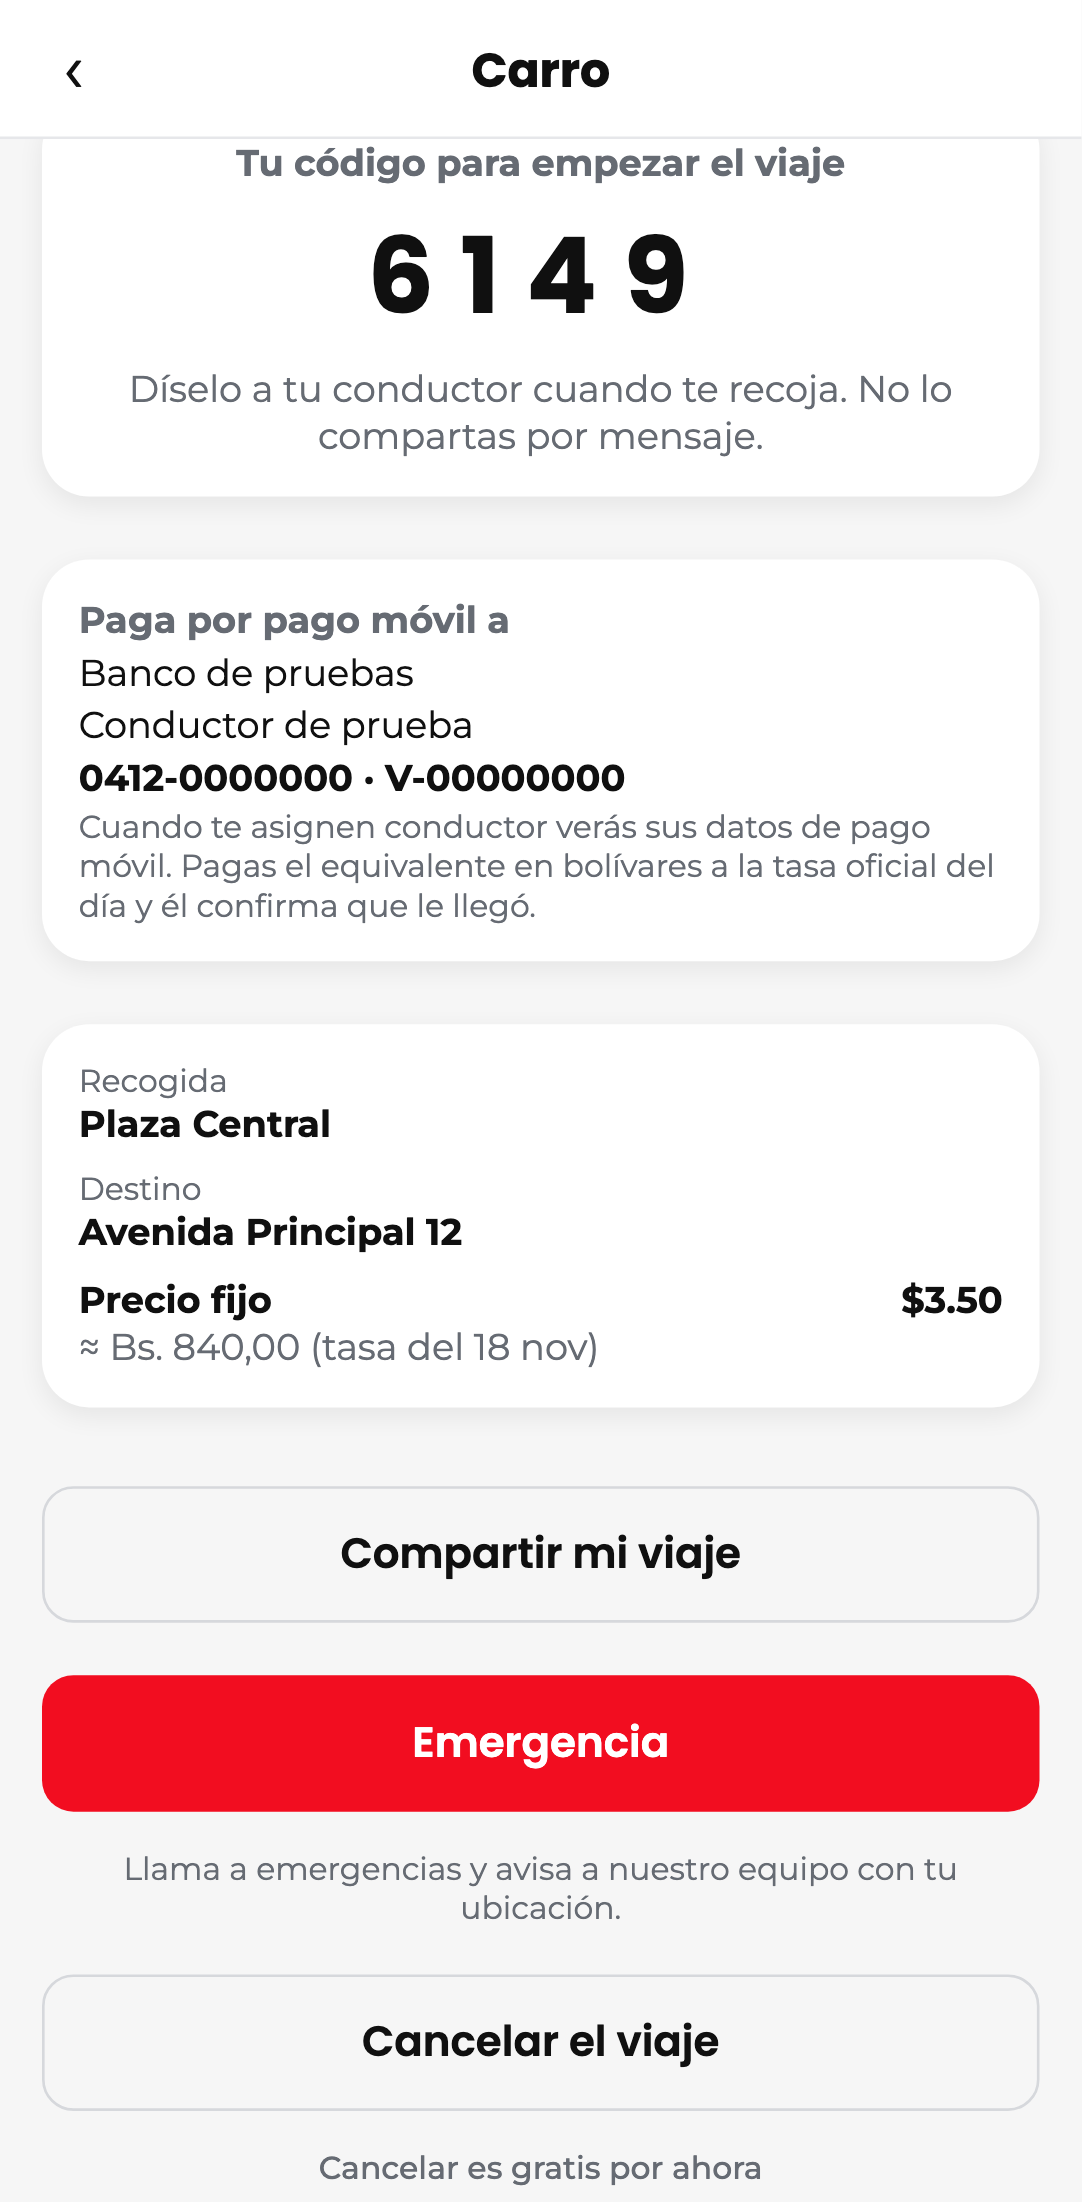 Carro
Tu código para empezar el viaje
6149
Díselo a tu conductor cuando te recoja. No lo
compartas por mensaje.
Paga por pago móvil a
Banco de pruebas
Conductor de prueba
0412-0000000 · V-00000000
Cuando te asignen conductor verás sus datos de pago
móvil. Pagas el equivalente en bolívares a la tasa oficial del
día y él confirma que le llegó.
Recogida
Plaza Central
Destino
Avenida Principal 12
Precio fijo $3.50
≈ Bs. 840,00 (tasa del 18 nov)
Compartir mi viaje
Emergencia
Llama a emergencias y avisa a nuestro equipo con tu
ubicación.
Cancelar el viaje
Cancelar es gratis por ahora